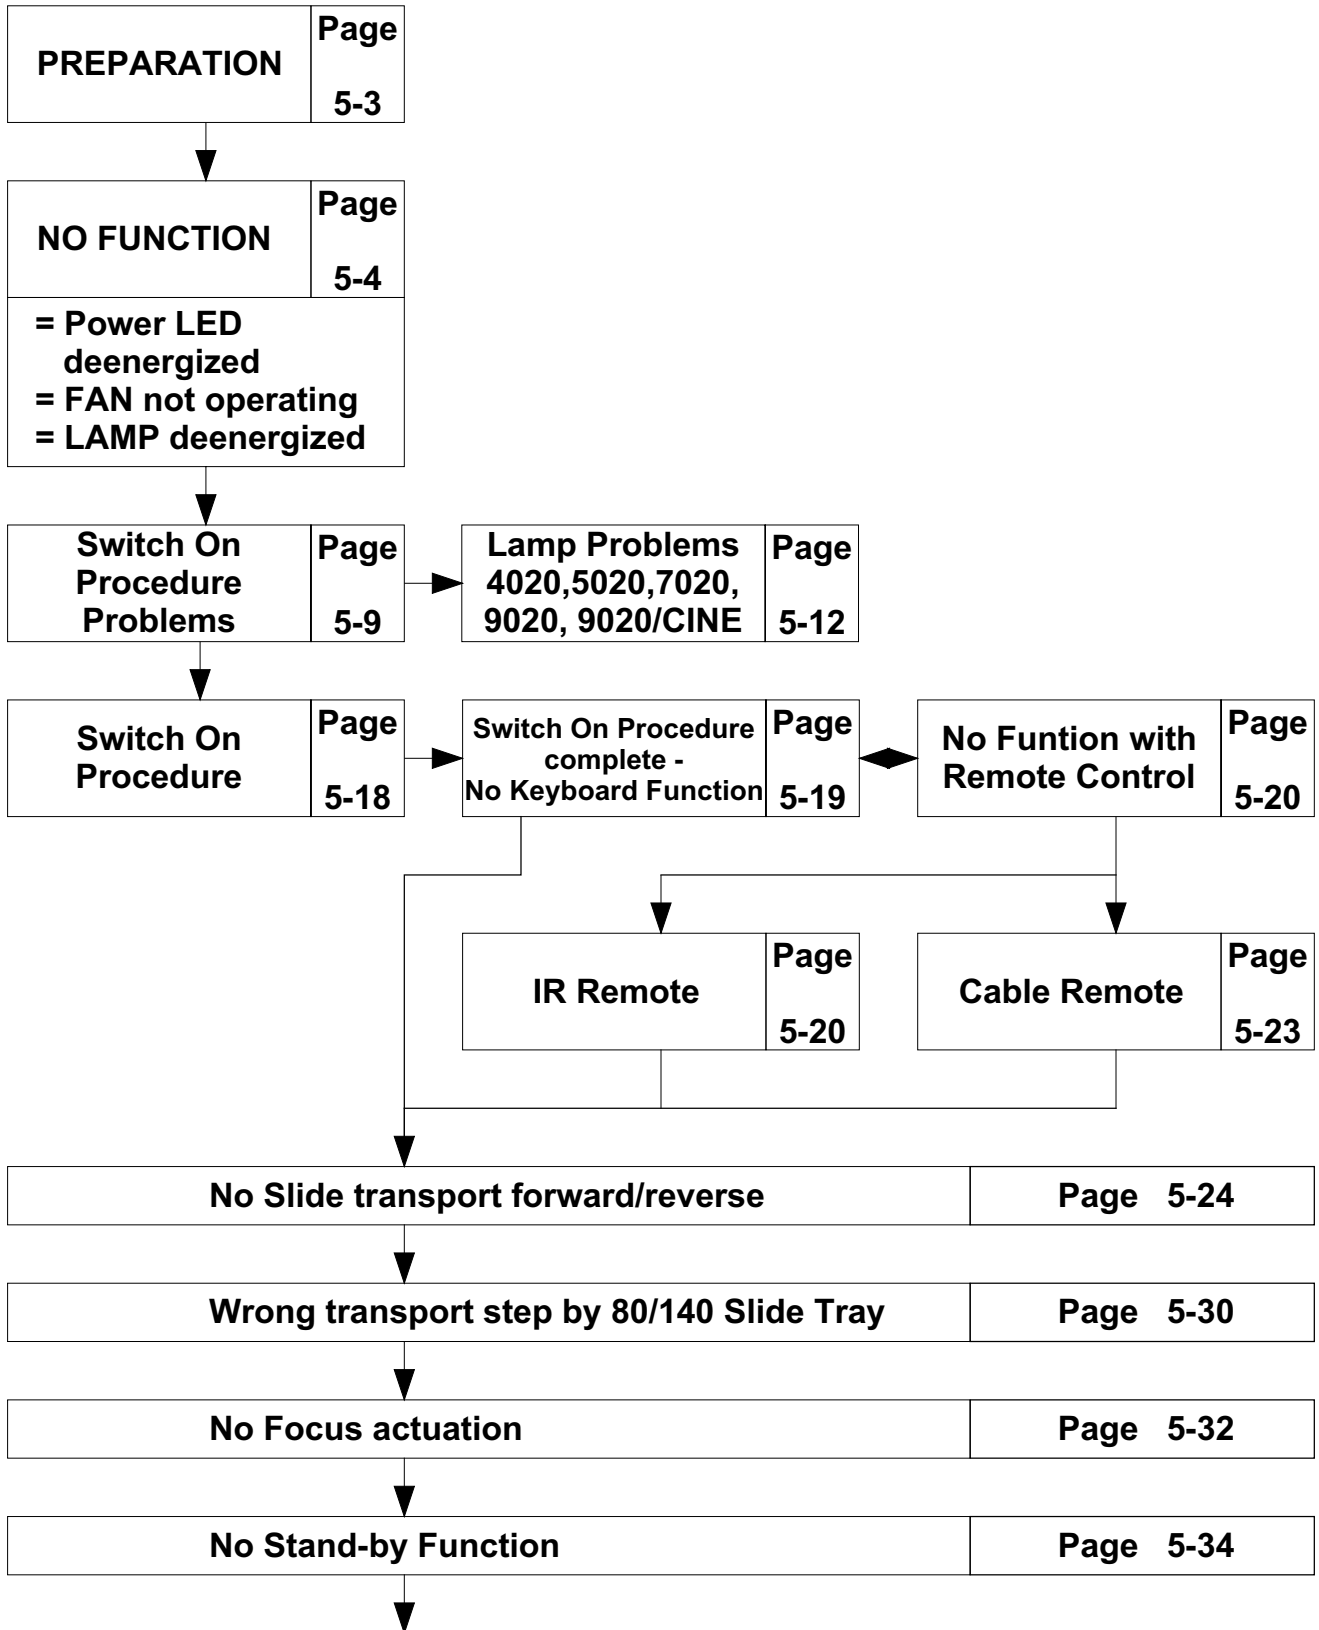 PREPARATION
Page
5-3
NO FUNCTION
Page
5-4
= Power LED
deenergized
= FAN not operating
= LAMP deenergized
Switch On
Procedure
Problems
Page
5-9
Lamp Problems
4020,5020,7020,
9020, 9020/CINE
Page
5-12
Switch On
Procedure
Page
5-18
Switch On Procedure
complete -
No Keyboard Function
Page
5-19
No Funtion with
Remote Control
Page
5-20
IR Remote
Page
5-20
Cable Remote
Page
5-23
No Slide transport forward/reverse
Page 5-24
Wrong transport step by 80/140 Slide Tray
Page 5-30
No Focus actuation
Page 5-32
No Stand-by Function
Page 5-34